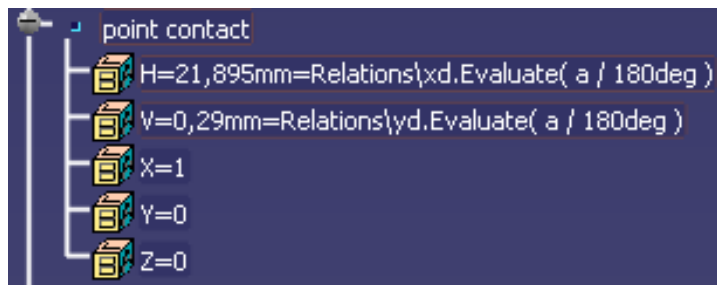 point contact
H=21,895mm=Relations\xd.Evaluate( a / 180deg )
V=0,29mm=Relations\yd.Evaluate( a / 180deg )
X=1
Y=0
Z=0